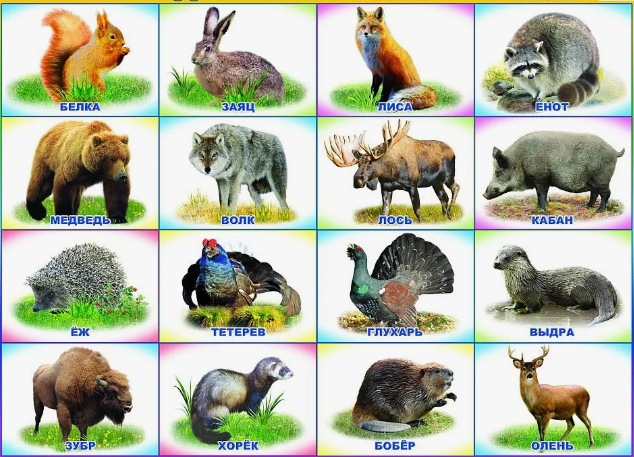 БЕЛКА
ЗАЯЦ
ЛИСА
ЕНОТ
МЕДВЕДЬ
ВОЛК
ЛОСЬ
КАБАН
ЁЖ
ТЕТЕРЕВ
ГЛУХАРЬ
ВЫДРА
ЗУБР
ХОРЁК
БОБЁР
ОЛЕНЬ